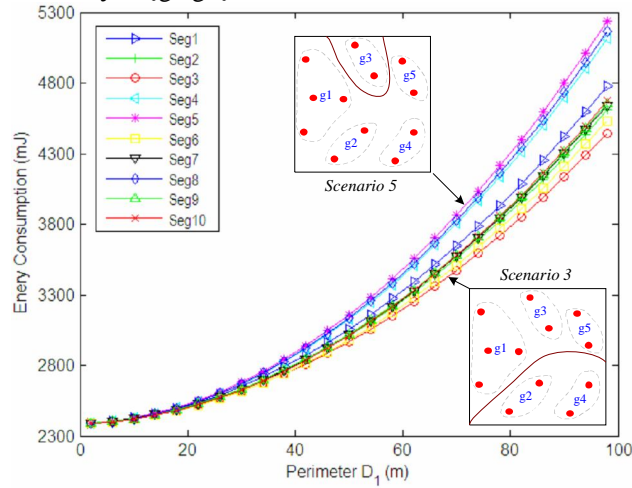 5300
4800
4300
3800
3300
2800
2300
Enery Consumption (mJ)
Seg1
Seg2
Seg3
Seg4
Seg5
Seg6
Seg7
Seg8
Seg9
Seg10
g3
g5
g1
g2
g4
Scenario 5
Scenario 3
g3
g5
g1
g2
g4
0
20
40
60
80
100
Perimeter D1 (m)